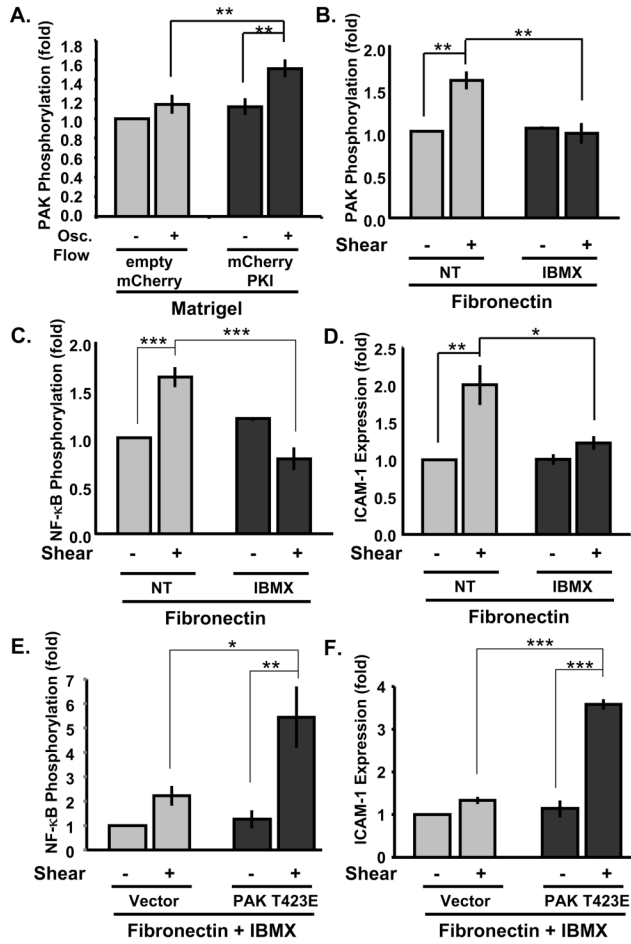 A.
PAK Phosphorylation (fold)
1.8
1.6
1.4
1.2
1.0
0.8
0.6
0.4
0.2
0.0
**
**
Osc. Flow
-
+
-
+
empty mCherry
mCherry PKI
Matrigel
B.
PAK Phosphorylation (fold)
2.0
1.5
1.0
0.5
0.0
**
**
Shear
-
+
-
+
NT
IBMX
Fibronectin
C.
NF-κB Phosphorylation (fold)
2.0
1.5
1.0
0.5
0.0
***
***
Shear
-
+
-
+
NT
IBMX
Fibronectin
D.
ICAM-1 Expression (fold)
2.5
2.0
1.5
1.0
0.5
0.0
**
*
Shear
-
+
-
+
NT
IBMX
Fibronectin
E.
NF-κB Phosphorylation (fold)
7
6
5
4
3
2
1
0
*
**
Shear
-
+
-
+
Vector
PAK T423E
Fibronectin + IBMX
F.
ICAM-1 Expression (fold)
4
3
2
1
0
***
***
Shear
-
+
-
+
Vector
PAK T423E
Fibronectin + IBMX